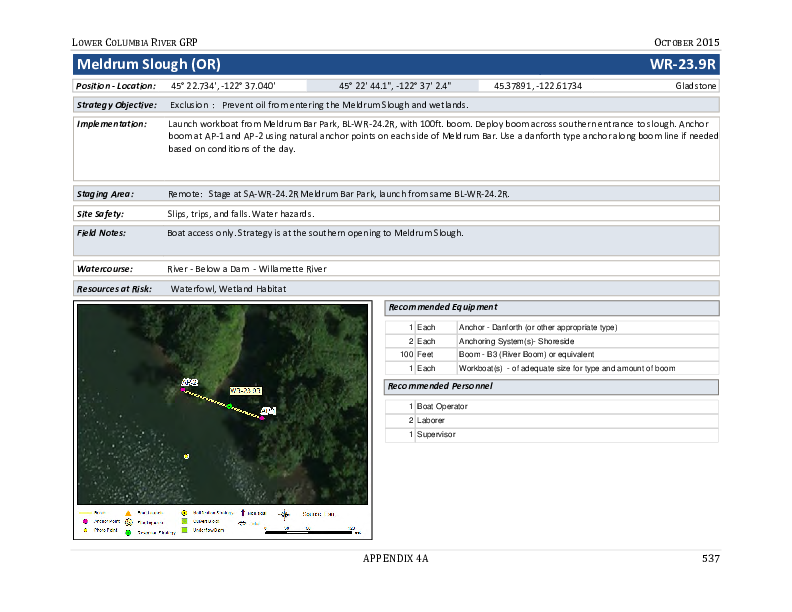 LOWER COLUMBIA RIVER GRP OCTOBER 2015
Meldrum Slough (OR) WR-23.9R
Position - Location: 45° 22.734', -122° 37.040' 45° 22' 44.1", -122° 37' 2.4" 45.37891, -122.61734 Gladstone
Strategy Objective: Exclusion : Prevent oil from entering the Meldrum Slough and wetlands.
Implementation: Launch workboat from Meldrum Bar Park, BL-WR-24.2R, with 100ft. boom. Deploy boom across southern entrance to slough. Anchor
boom at AP-1 and AP-2 using natural anchor points on each side of Meldrum Bar. Use a danforth type anchor along boom line if needed
based on conditions of the day.
Staging Area: Remote: Stage at SA-WR-24.2R Meldrum Bar Park, launch from same BL-WR-24.2R.
Site Safety: Slips, trips, and falls. Water hazards.
Field Notes: Boat access only. Strategy is at the southern opening to Meldrum Slough.
Watercourse: River - Below a Dam - Willamette River
Resources at Risk: Waterfowl, Wetland Habitat
Recommended Equipment
1 Each Anchor - Danforth (or other appropriate type)
2 Each Anchoring System(s)- Shoreside
100 Feet Boom - B3 (River Boom) or equivalent
1 Each Workboat(s) - of adequate size for type and amount of boom
Recommended Personnel
1 Boat Operator
2 Laborer
1 Supervisor
AP-2
WR-23.9R
AP-1
Anchor Point
Photo Point
Notification Strategy
Underflow Dam
APPENDIX 4A 537